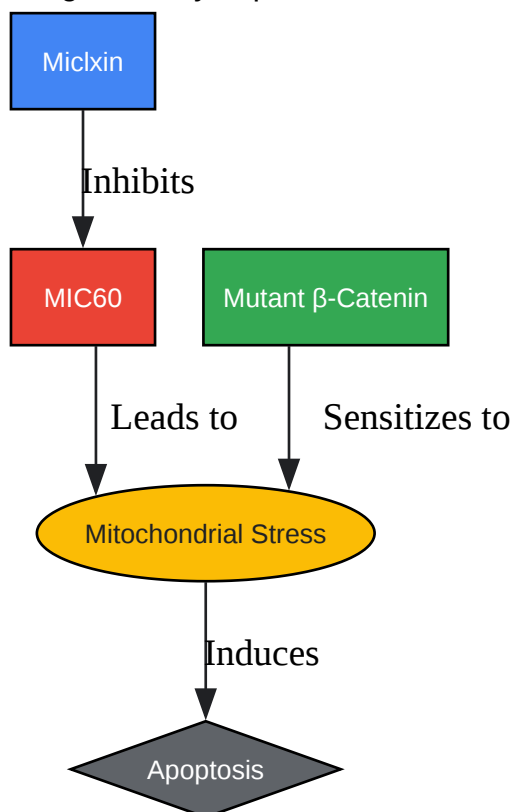 Miclxin
Inhibits
MIC60
Mutant β-Catenin
Leads to
Sensitizes to
Mitochondrial Stress
Induces
Apoptosis